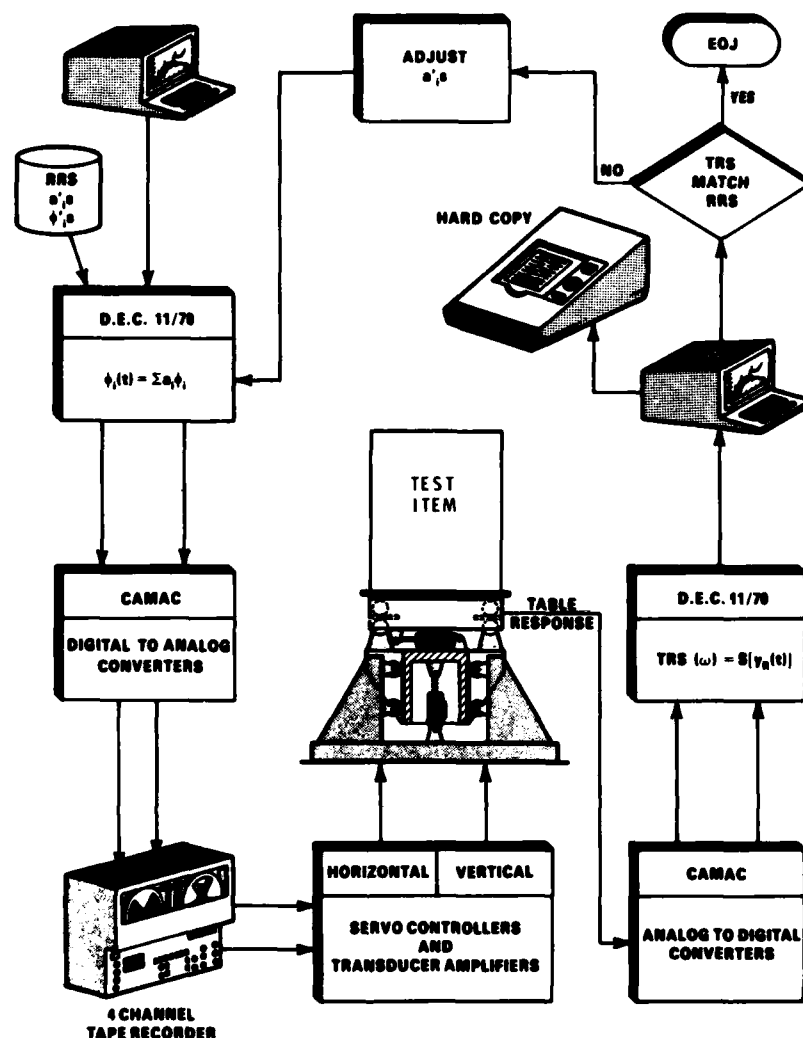 EOJ
ADJUST
a'ᵢs
YES
TRS
MATCH
RRS
NO
RRS
a'ᵢs
ϕ'ᵢs
HARD COPY
D.E.C. 11/70
ϕᵢ(t) = Σaᵢϕᵢ
TEST
ITEM
CAMAC
DIGITAL TO ANALOG
CONVERTERS
TABLE
RESPONSE
D.E.C. 11/70
TRS (ω) = S[y_R(t)]
HORIZONTAL
VERTICAL
SERVO CONTROLLERS
AND
TRANSDUCER AMPLIFIERS
CAMAC
ANALOG TO DIGITAL
CONVERTERS
4 CHANNEL
TAPE RECORDER